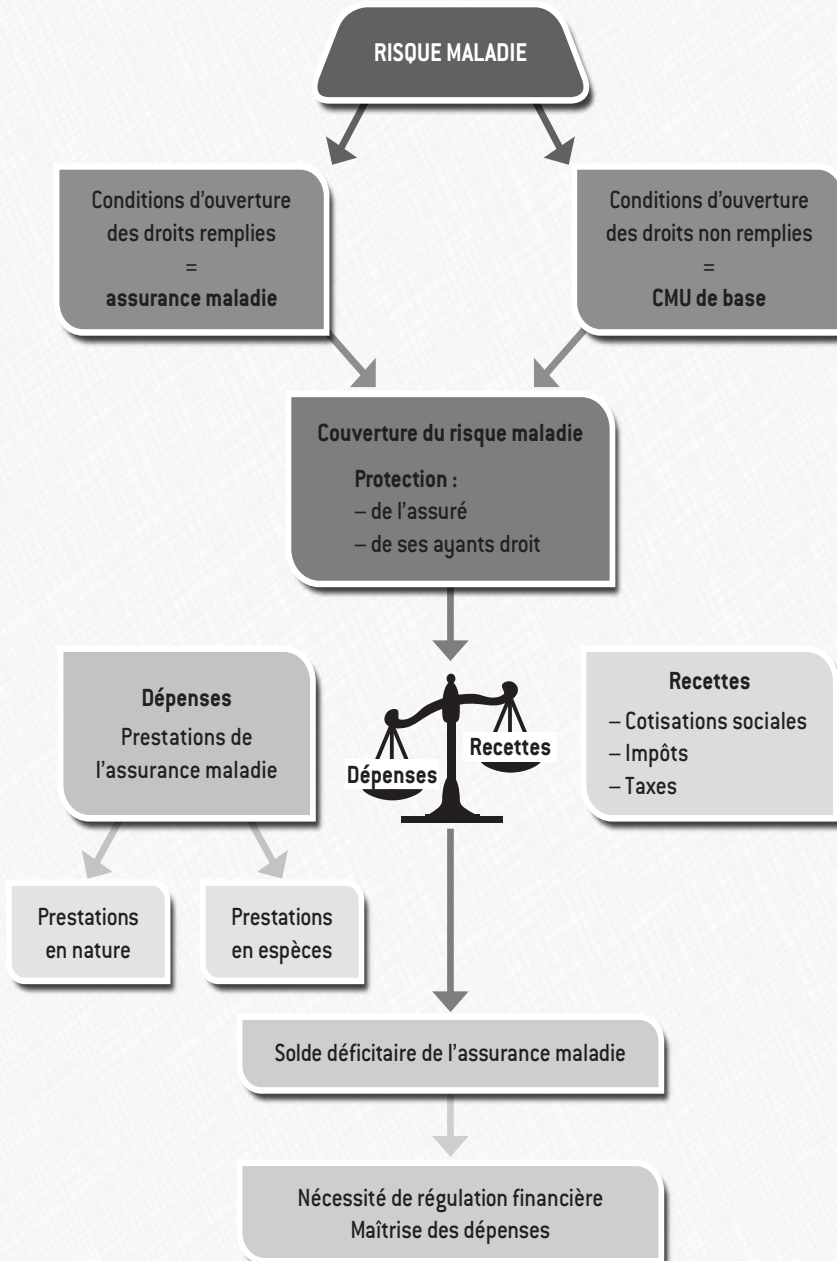 RISQUE MALADIE
Conditions d'ouverture
des droits remplies
=
assurance maladie
Conditions d'ouverture
des droits non remplies
=
CMU de base
Couverture du risque maladie
Protection :
– de l'assuré
– de ses ayants droit
Dépenses
Prestations de
l'assurance maladie
Dépenses
Recettes
Recettes
– Cotisations sociales
– Impôts
– Taxes
Prestations
en nature
Prestations
en espèces
Solde déficitaire de l'assurance maladie
Nécessité de régulation financière
Maîtrise des dépenses